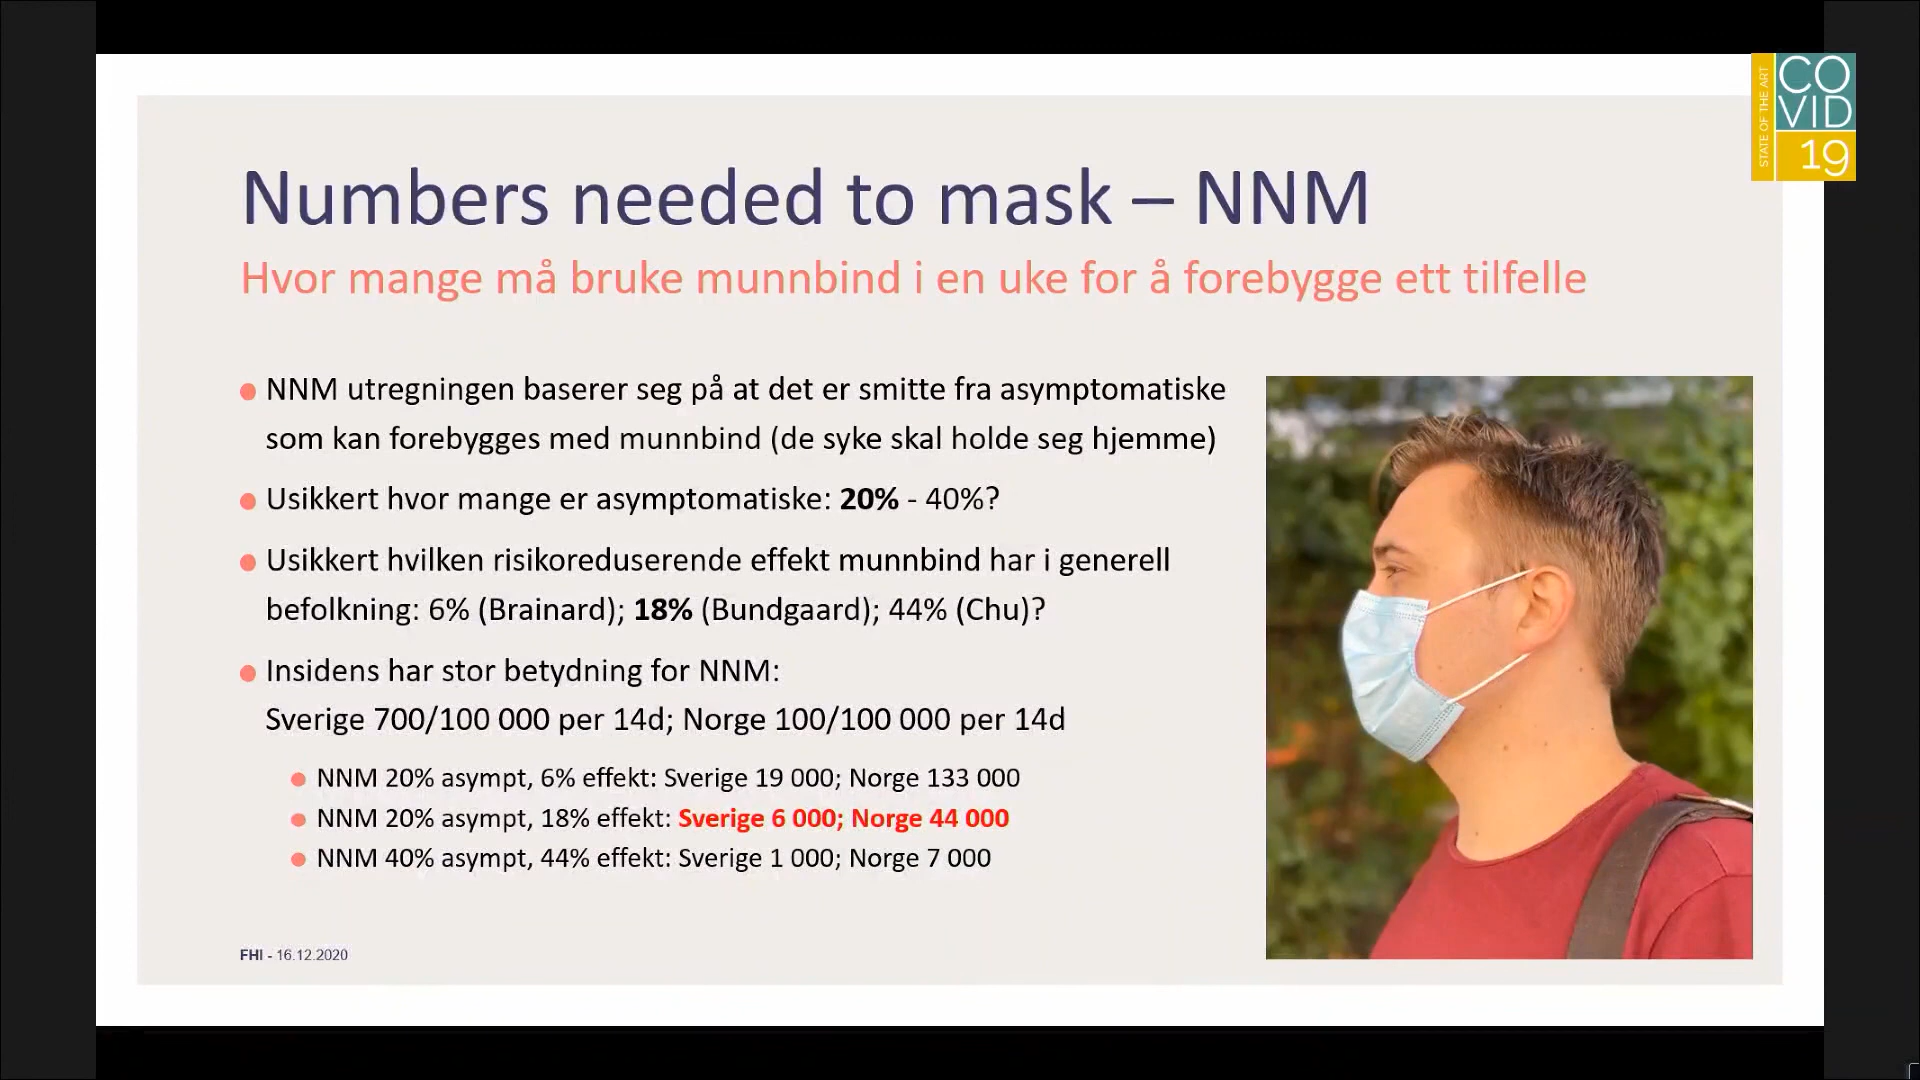 STATE OF THE ART
CO
VID
19
Numbers needed to mask – NNM
Hvor mange må bruke munnbind i en uke for å forebygge ett tilfelle
NNM utregningen baserer seg på at det er smitte fra asymptomatiske
som kan forebygges med munnbind (de syke skal holde seg hjemme)
Usikkert hvor mange er asymptomatiske: 20% - 40%?
Usikkert hvilken risikoreduserende effekt munnbind har i generell
befolkning: 6% (Brainard); 18% (Bundgaard); 44% (Chu)?
Insidens har stor betydning for NNM:
Sverige 700/100 000 per 14d; Norge 100/100 000 per 14d
NNM 20% asympt, 6% effekt: Sverige 19 000; Norge 133 000
NNM 20% asympt, 18% effekt: Sverige 6 000; Norge 44 000
NNM 40% asympt, 44% effekt: Sverige 1 000; Norge 7 000
FHI - 16.12.2020